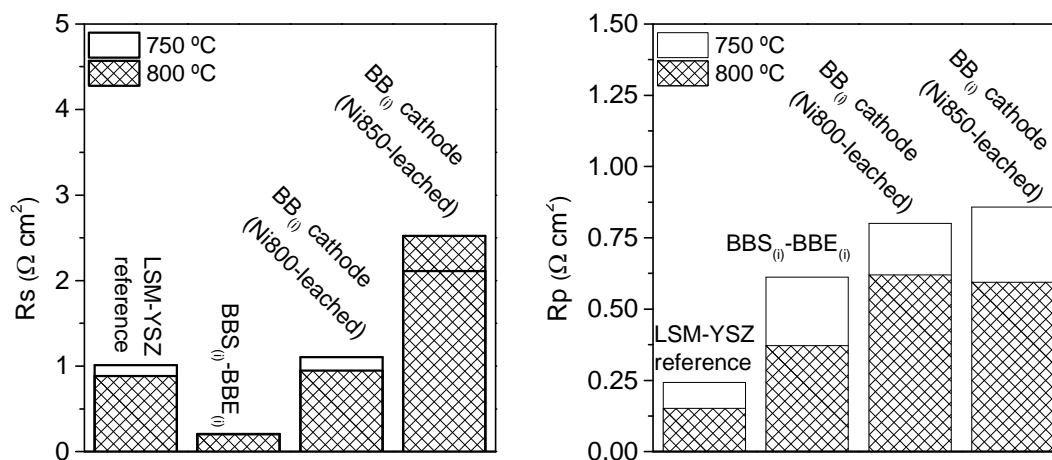 5
4
3
2
1
0
Rs (Ω cm²)
750 ºC
800 ºC
LSM-YSZ
reference
BBS(i)-BBE(i)
BB(i) cathode
(Ni800-leached)
BB(i) cathode
(Ni850-leached)
1.50
1.25
1.00
0.75
0.50
0.25
0.00
Rp (Ω cm²)
750 ºC
800 ºC
LSM-YSZ
reference
BBS(i)-BBE(i)
BB(i) cathode
(Ni800-leached)
BB(i) cathode
(Ni850-leached)